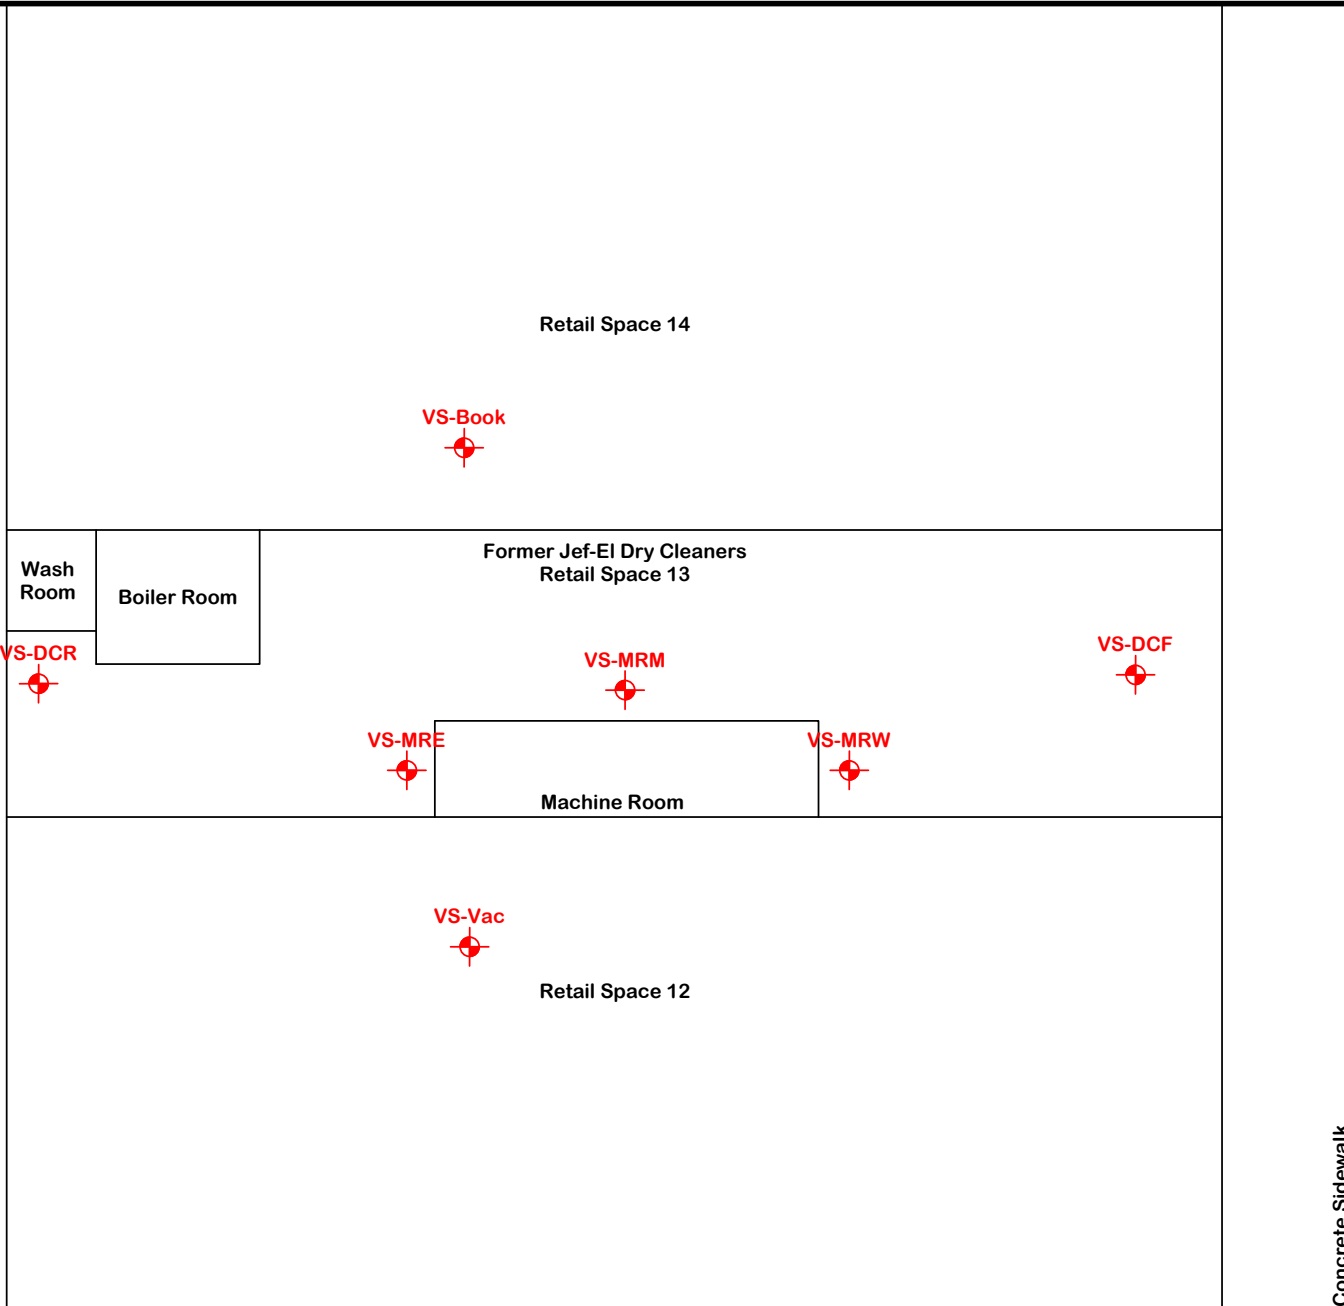 Retail Space 14
VS-Book
Former Jef-El Dry Cleaners
Retail Space 13
Wash
Room
Boiler Room
VS-DCR
VS-MRM
VS-DCF
VS-MRE
VS-MRW
Machine Room
VS-Vac
Retail Space 12
Concrete Sidewalk